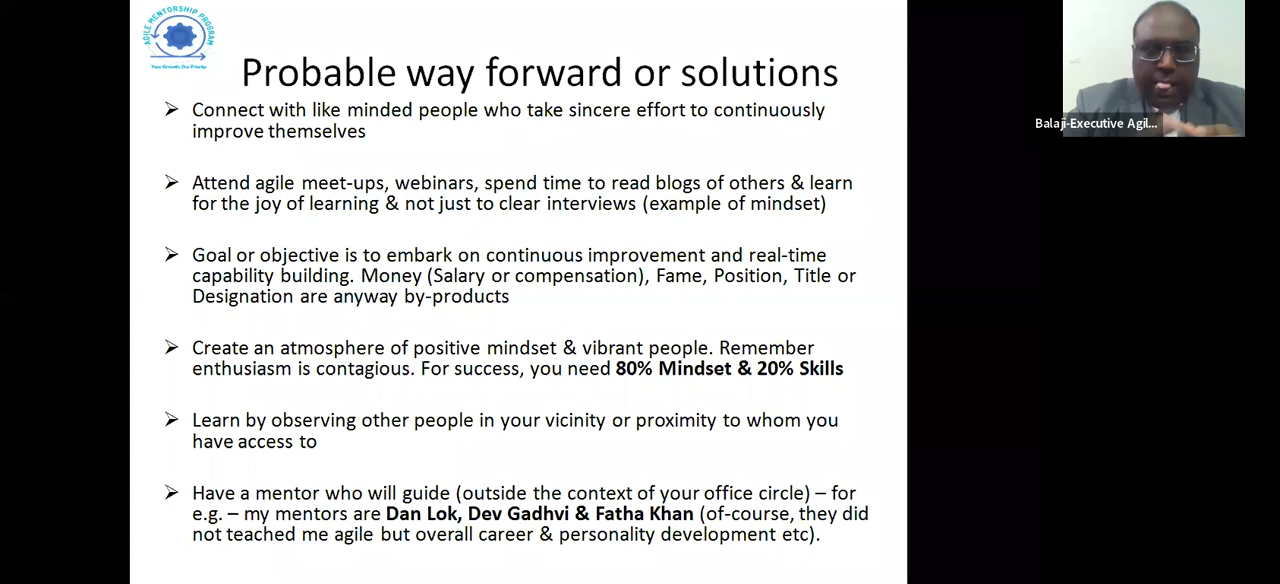 AGILE MENTORSHIP PROGRAM
Your Growth, Our Priority
Probable way forward or solutions
Connect with like minded people who take sincere effort to continuously
improve themselves
Attend agile meet-ups, webinars, spend time to read blogs of others & learn
for the joy of learning & not just to clear interviews (example of mindset)
Goal or objective is to embark on continuous improvement and real-time
capability building. Money (Salary or compensation), Fame, Position, Title or
Designation are anyway by-products
Create an atmosphere of positive mindset & vibrant people. Remember
enthusiasm is contagious. For success, you need 80% Mindset & 20% Skills
Learn by observing other people in your vicinity or proximity to whom you
have access to
Have a mentor who will guide (outside the context of your office circle) – for
e.g. – my mentors are Dan Lok, Dev Gadhvi & Fatha Khan (of-course, they did
not teached me agile but overall career & personality development etc).
Balaji-Executive Agil...